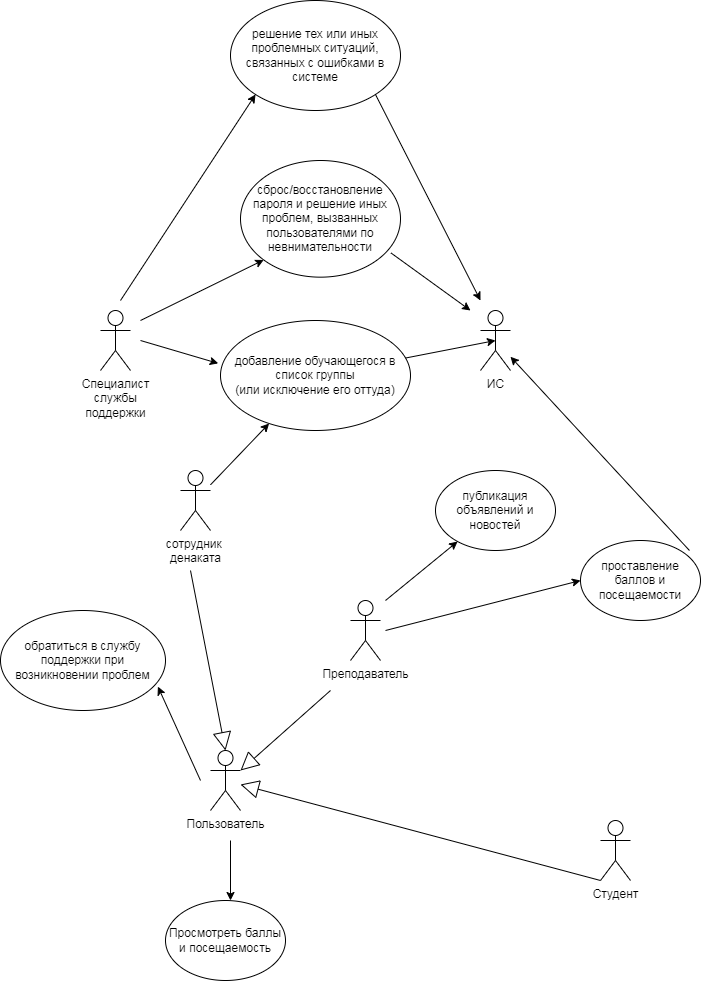 решение тех или иных
проблемных ситуаций,
связанных с ошибками в
системе
сброс/восстановление
пароля и решение иных
проблем, вызванных
пользователями по
невнимательности
Специалист
службы
поддержки
добавление обучающегося в
список группы
(или исключение его оттуда)
ИС
сотрудник
денаката
публикация
объявлений и
новостей
проставление
баллов и
посещаемости
обратиться в службу
поддержки при
возникновении проблем
Преподаватель
Пользователь
Студент
Просмотреть баллы
и посещаемость